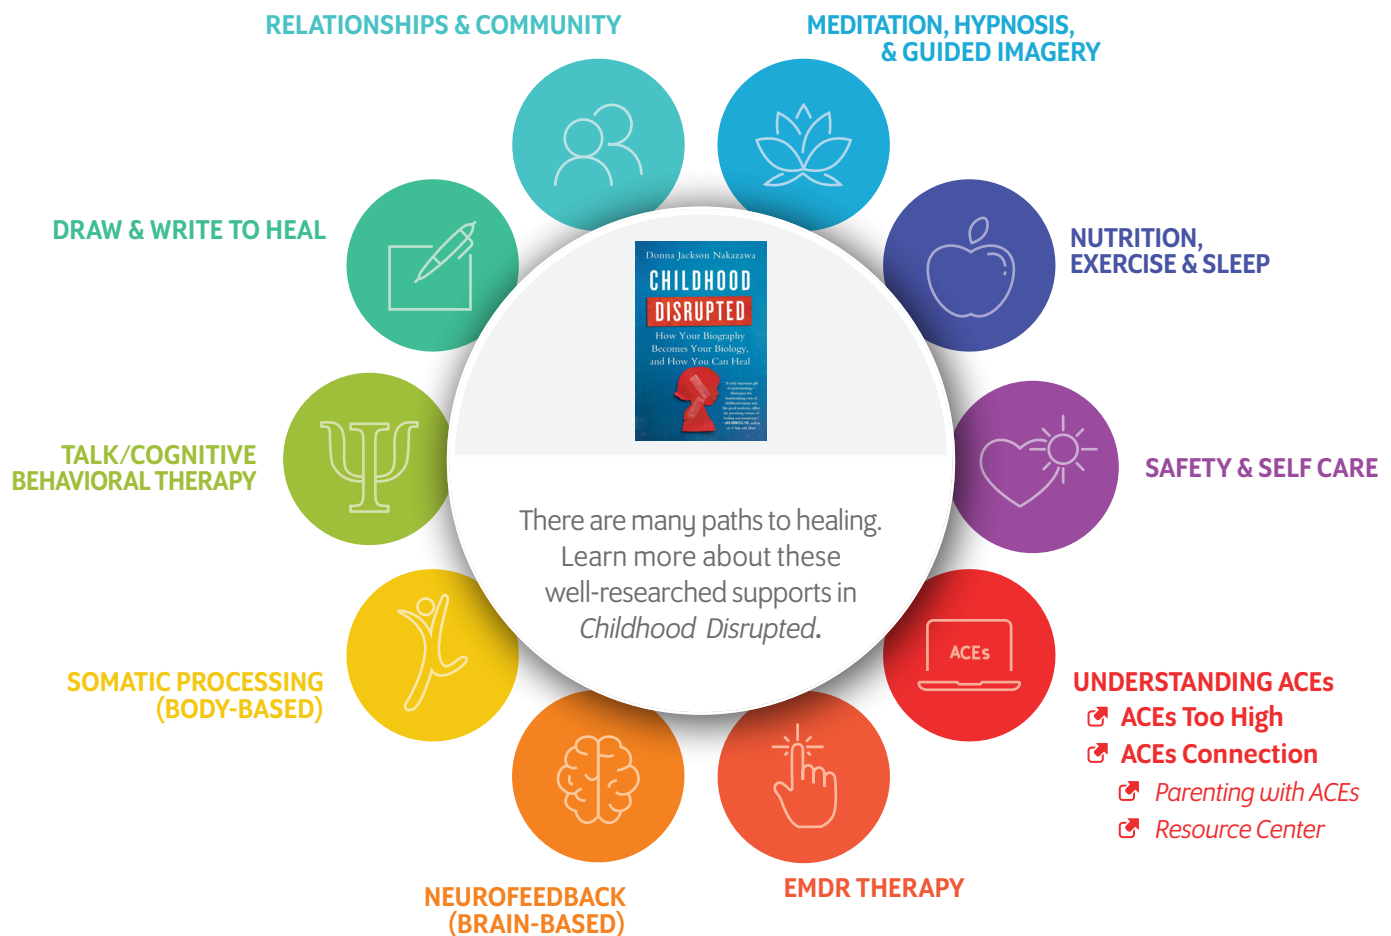 RELATIONSHIPS & COMMUNITY
MEDITATION, HYPNOSIS,
& GUIDED IMAGERY
DRAW & WRITE TO HEAL
NUTRITION,
EXERCISE & SLEEP
Donna Jackson Nakazawa
CHILDHOOD
DISRUPTED
How Your Biography
Becomes Your Biology,
and How You Can Heal
TALK/COGNITIVE
BEHAVIORAL THERAPY
SAFETY & SELF CARE
There are many paths to healing.
Learn more about these
well-researched supports in
Childhood Disrupted.
ACEs
SOMATIC PROCESSING
(BODY-BASED)
UNDERSTANDING ACEs
ACEs Too High
ACEs Connection
Parenting with ACEs
Resource Center
NEUROFEEDBACK
(BRAIN-BASED)
EMDR THERAPY